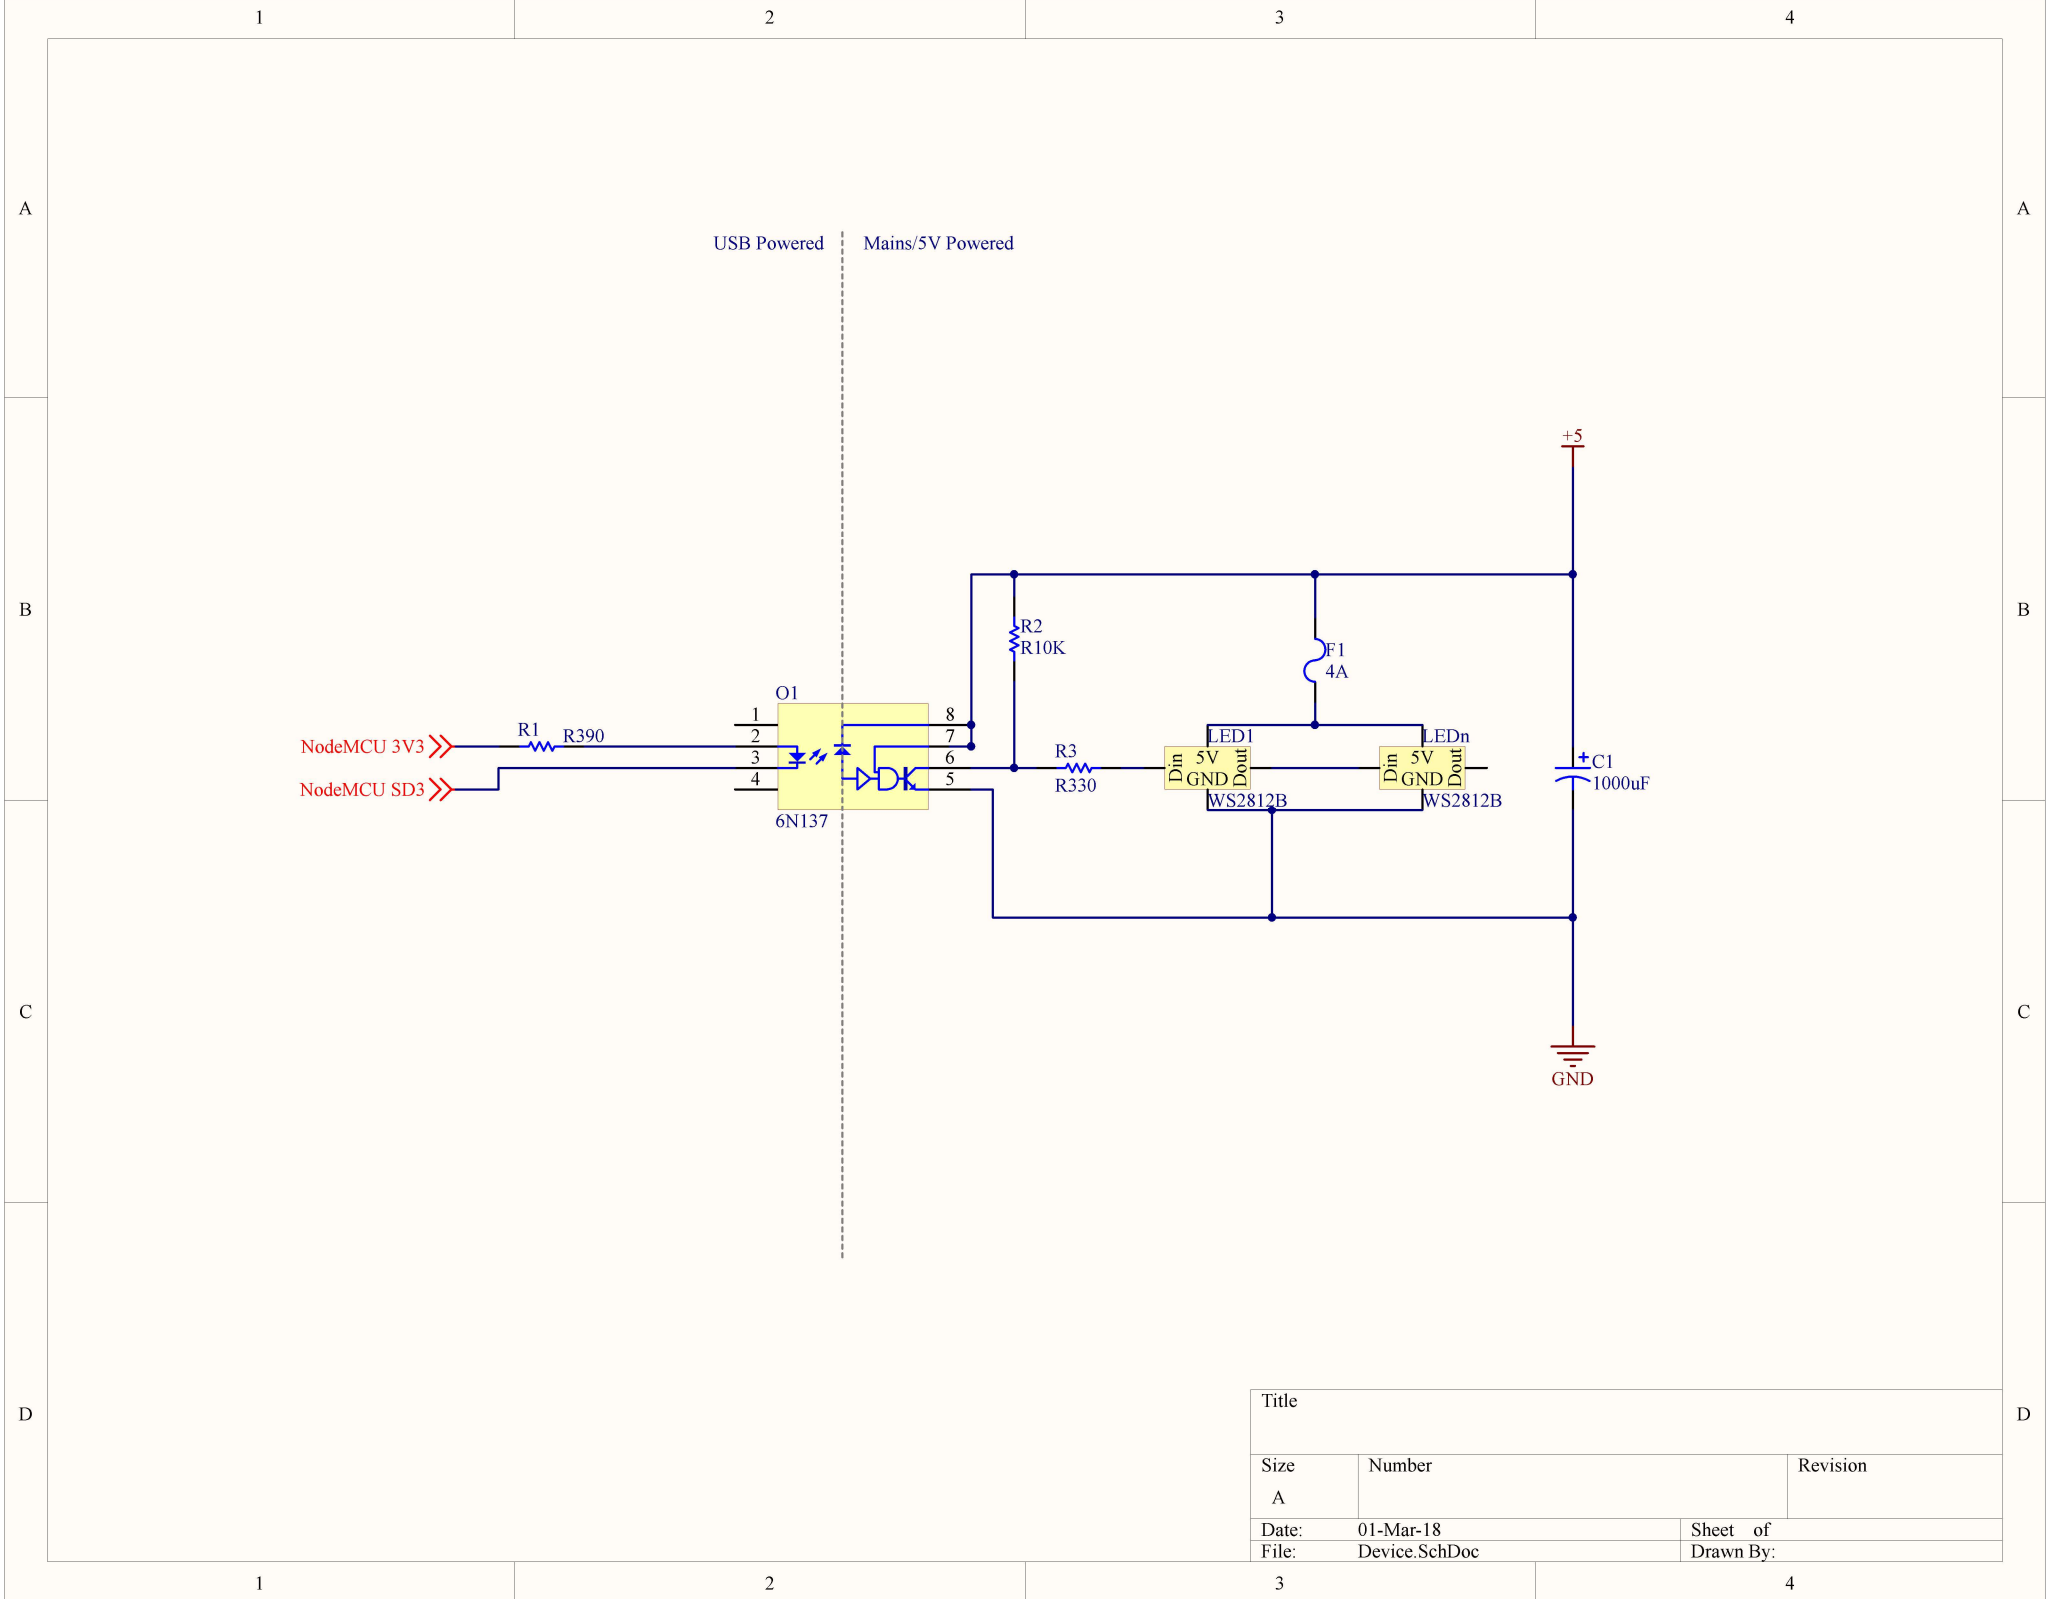 1 2 3 4
A A
USB Powered Mains/5V Powered
+5
B B
R2
R10K
F1
4A
O1
1 8
2 7
3 6
4 5
6N137
NodeMCU 3V3
R1 R390
NodeMCU SD3
R3
R330
LED1
Din 5V GND Dout
WS2812B
LEDn
Din 5V GND Dout
WS2812B
+
C1
1000uF
C C
GND
D D
Title
Size Number Revision
A
Date: 01-Mar-18 Sheet of
File: Device.SchDoc Drawn By:
1 2 3 4